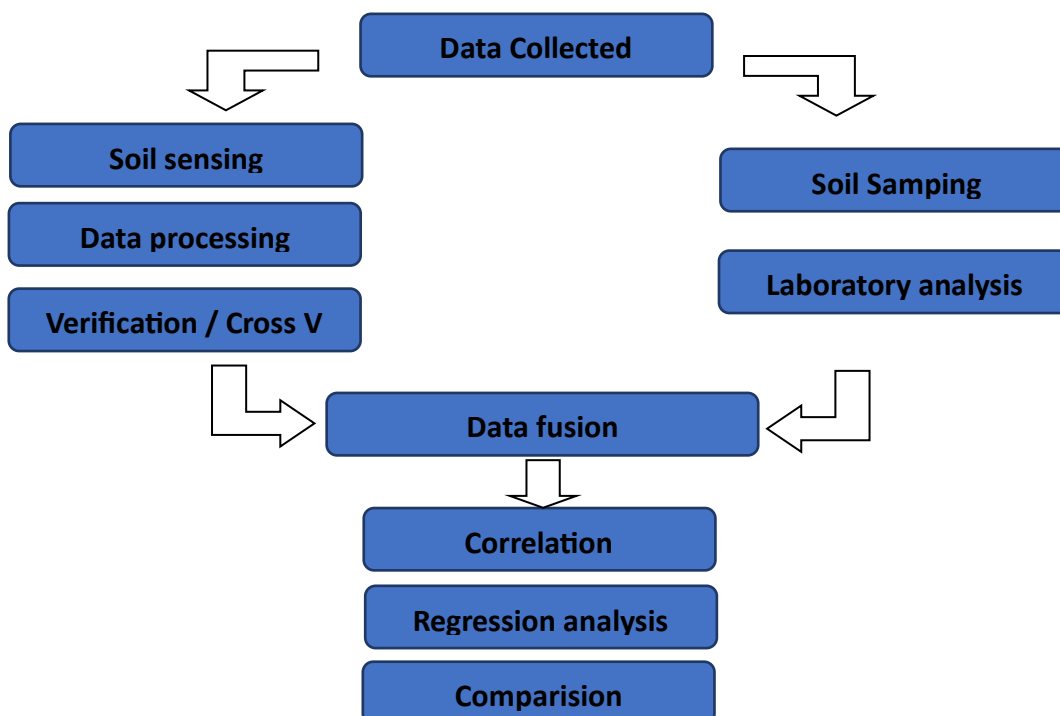 Data Collected
Soil sensing
Data processing
Verification / Cross V
Soil Samping
Laboratory analysis
Data fusion
Correlation
Regression analysis
Comparision